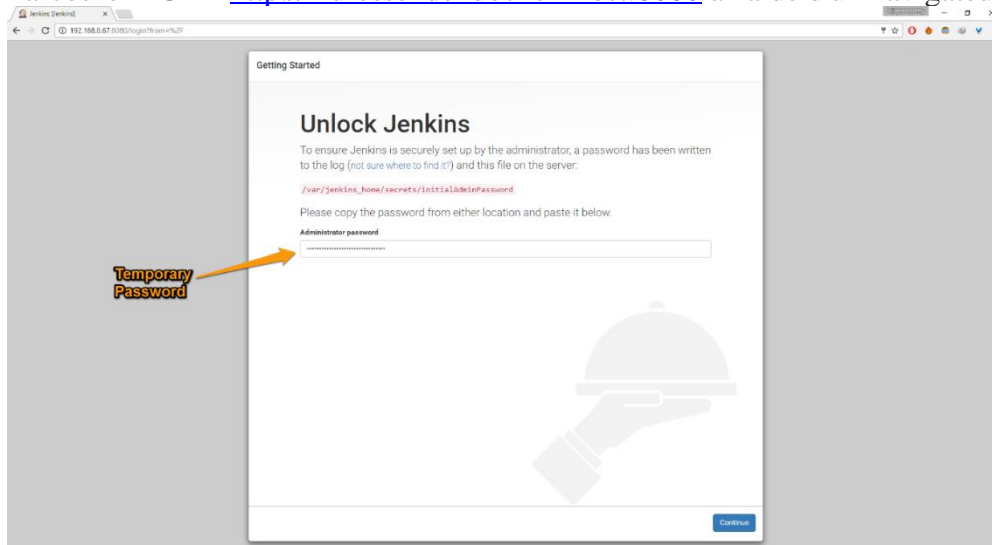 Jenkins [Jenkins]
192.168.0.67:8080/login?from=%2F
Getting Started
Unlock Jenkins
To ensure Jenkins is securely set up by the administrator, a password has been written
to the log (not sure where to find it?) and this file on the server:
/var/jenkins_home/secrets/initialAdminPassword
Please copy the password from either location and paste it below.
Administrator password
Temporary
Password
Continue